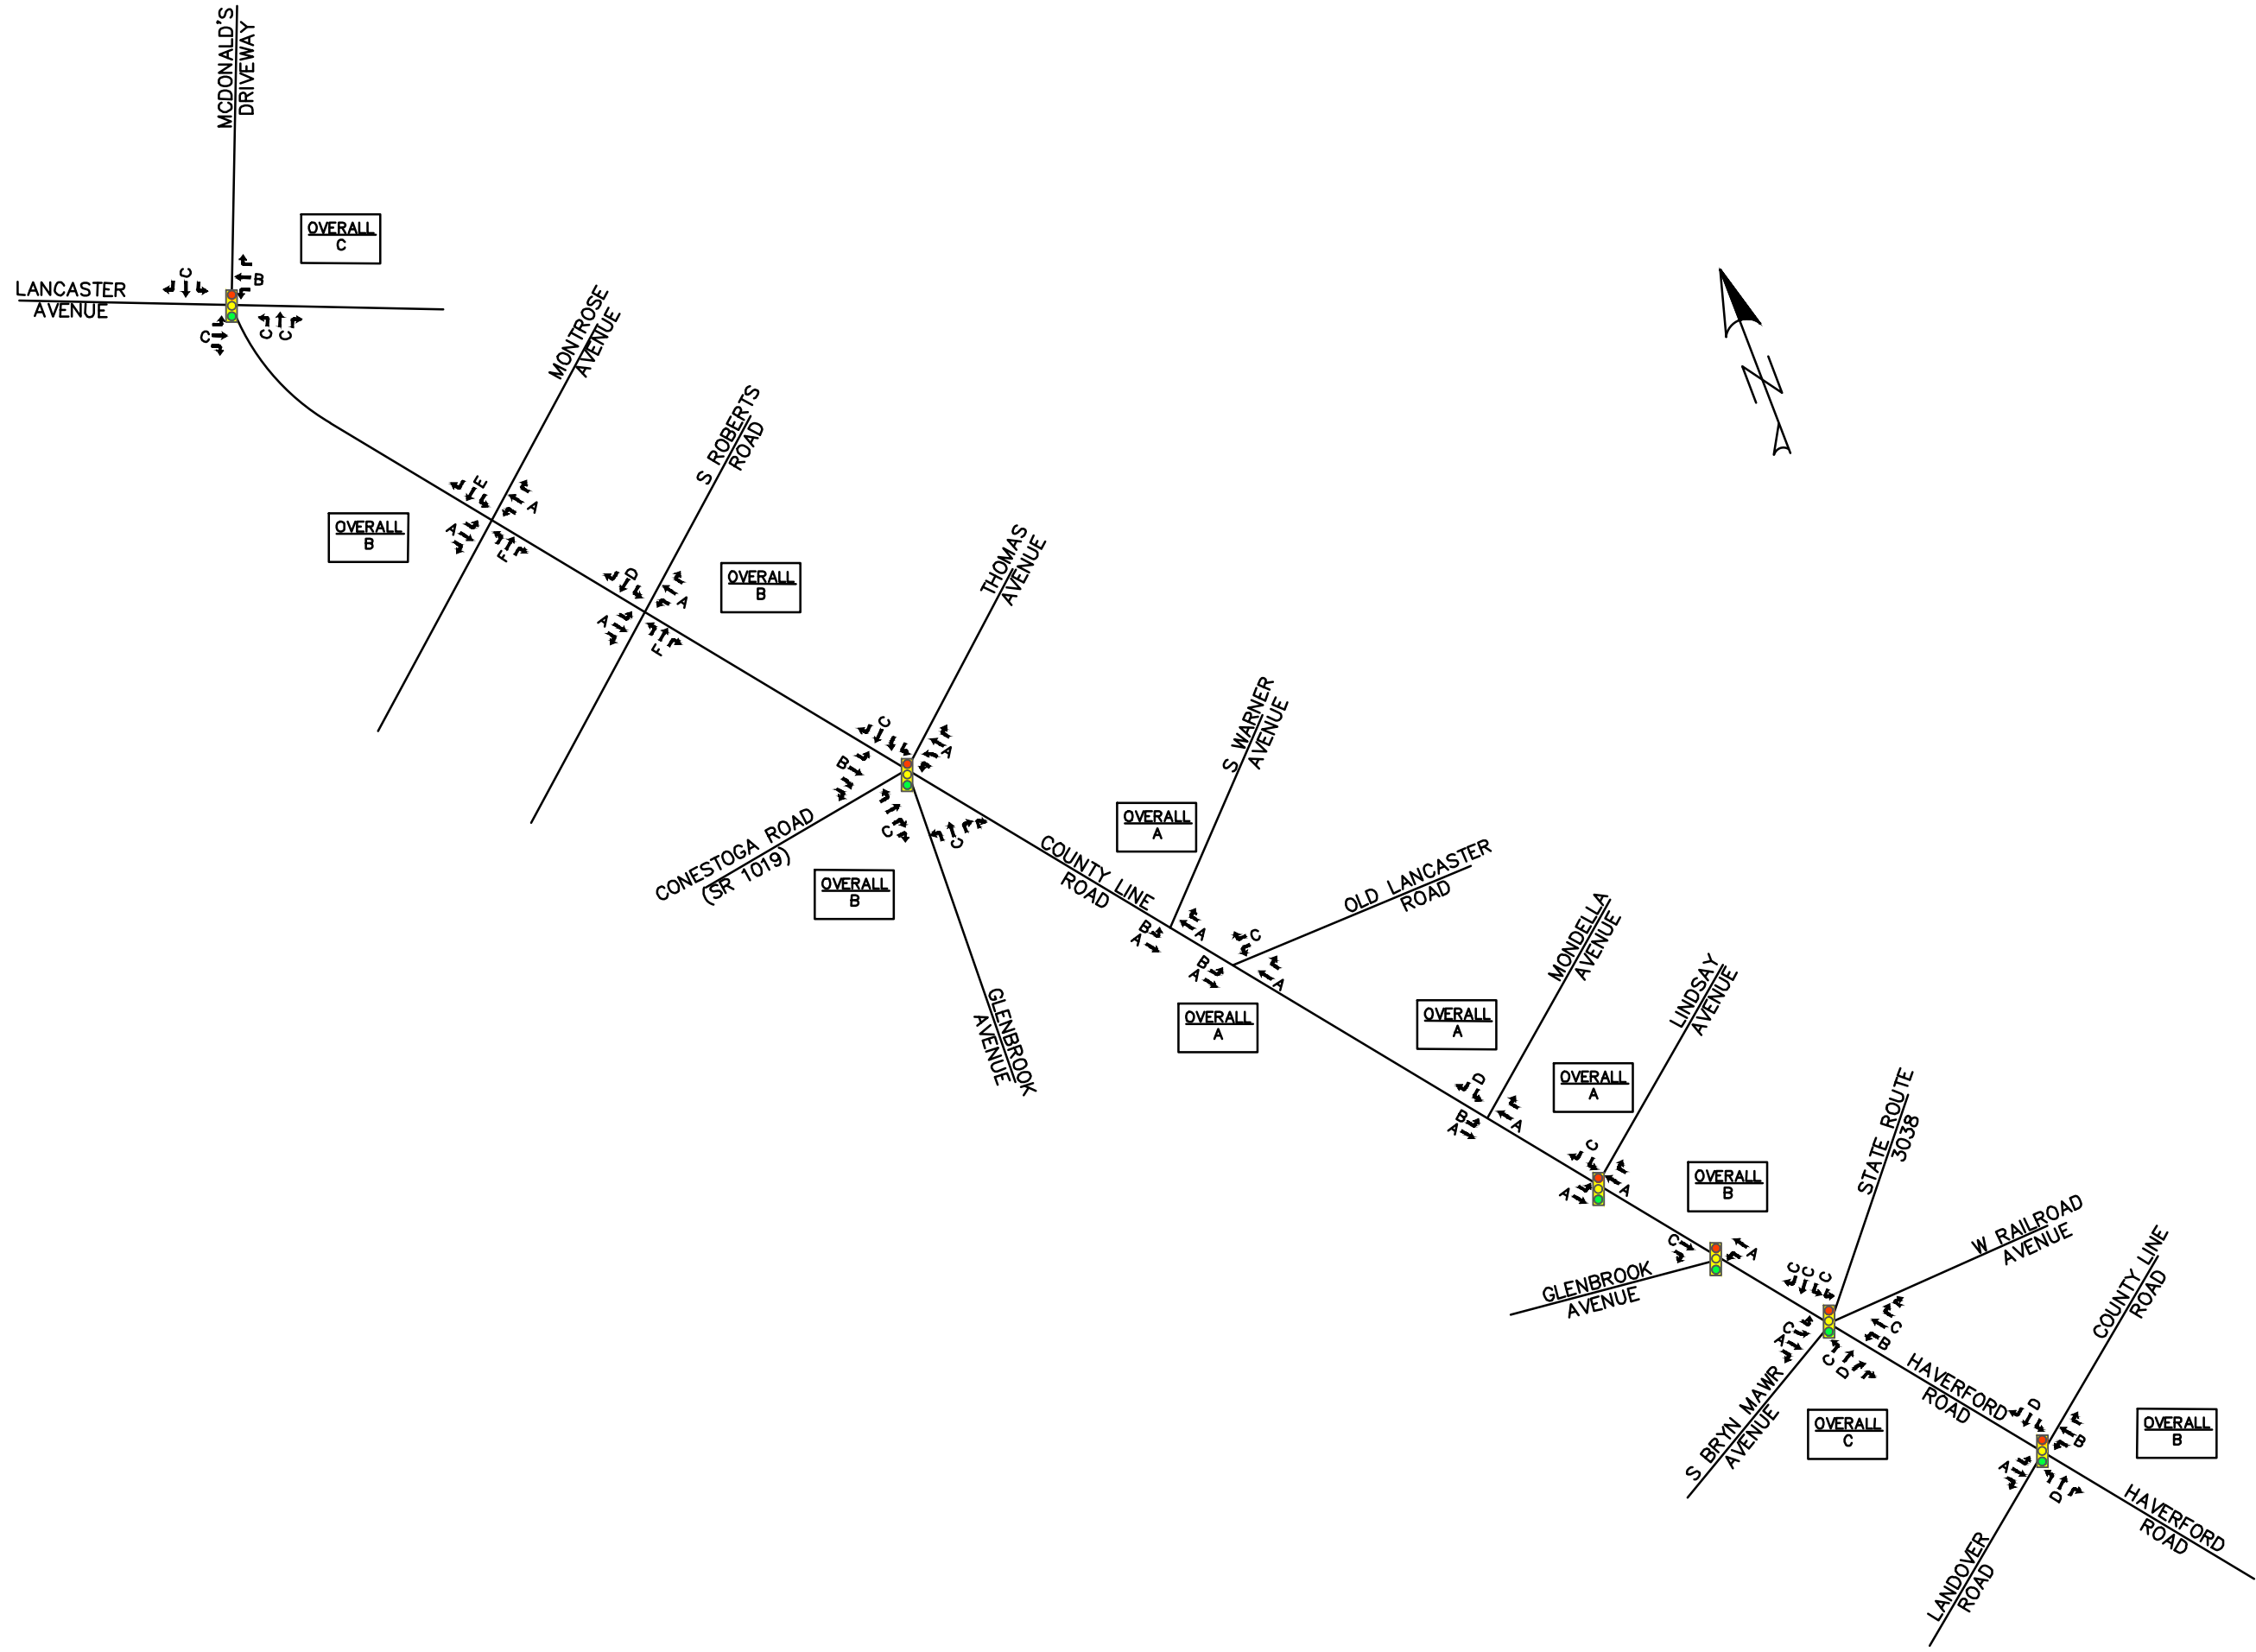 MCDONALD'S
DRIVEWAY
OVERALL
C
LANCASTER
AVENUE
C
B
C
C
C
MONTROSE
AVENUE
E
A
A
F
OVERALL
B
S ROBERTS
ROAD
D
A
A
F
OVERALL
B
THOMAS
AVENUE
C
A
B
C
C
CONESTOGA ROAD
(SR 1019)
OVERALL
B
GLENBROOK
AVENUE
COUNTY LINE
ROAD
S WARNER
AVENUE
OVERALL
A
B
A
A
OLD LANCASTER
ROAD
C
B
A
A
OVERALL
A
MONDELLA
AVENUE
OVERALL
A
D
B
A
A
LINDSAY
AVENUE
OVERALL
A
C
A
A
OVERALL
B
C
A
GLENBROOK
AVENUE
STATE ROUTE
3038
W RAILROAD
AVENUE
C
C
C
C
A
C
B
C
D
S BRYN MAWR
AVENUE
OVERALL
C
HAVERFORD
ROAD
COUNTY LINE
ROAD
D
B
A
D
OVERALL
B
HAVERFORD
ROAD
LANDOVER
ROAD
N